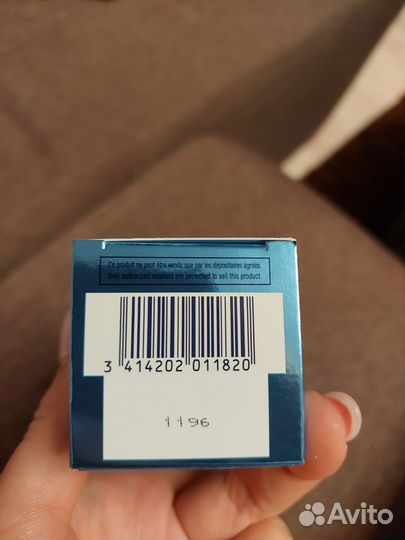 Ce produit ne peut être vendu que par les dépositaires agréés.
Only authorized retailers are permitted to sell this product.
3 414202 011820
1196
Avito